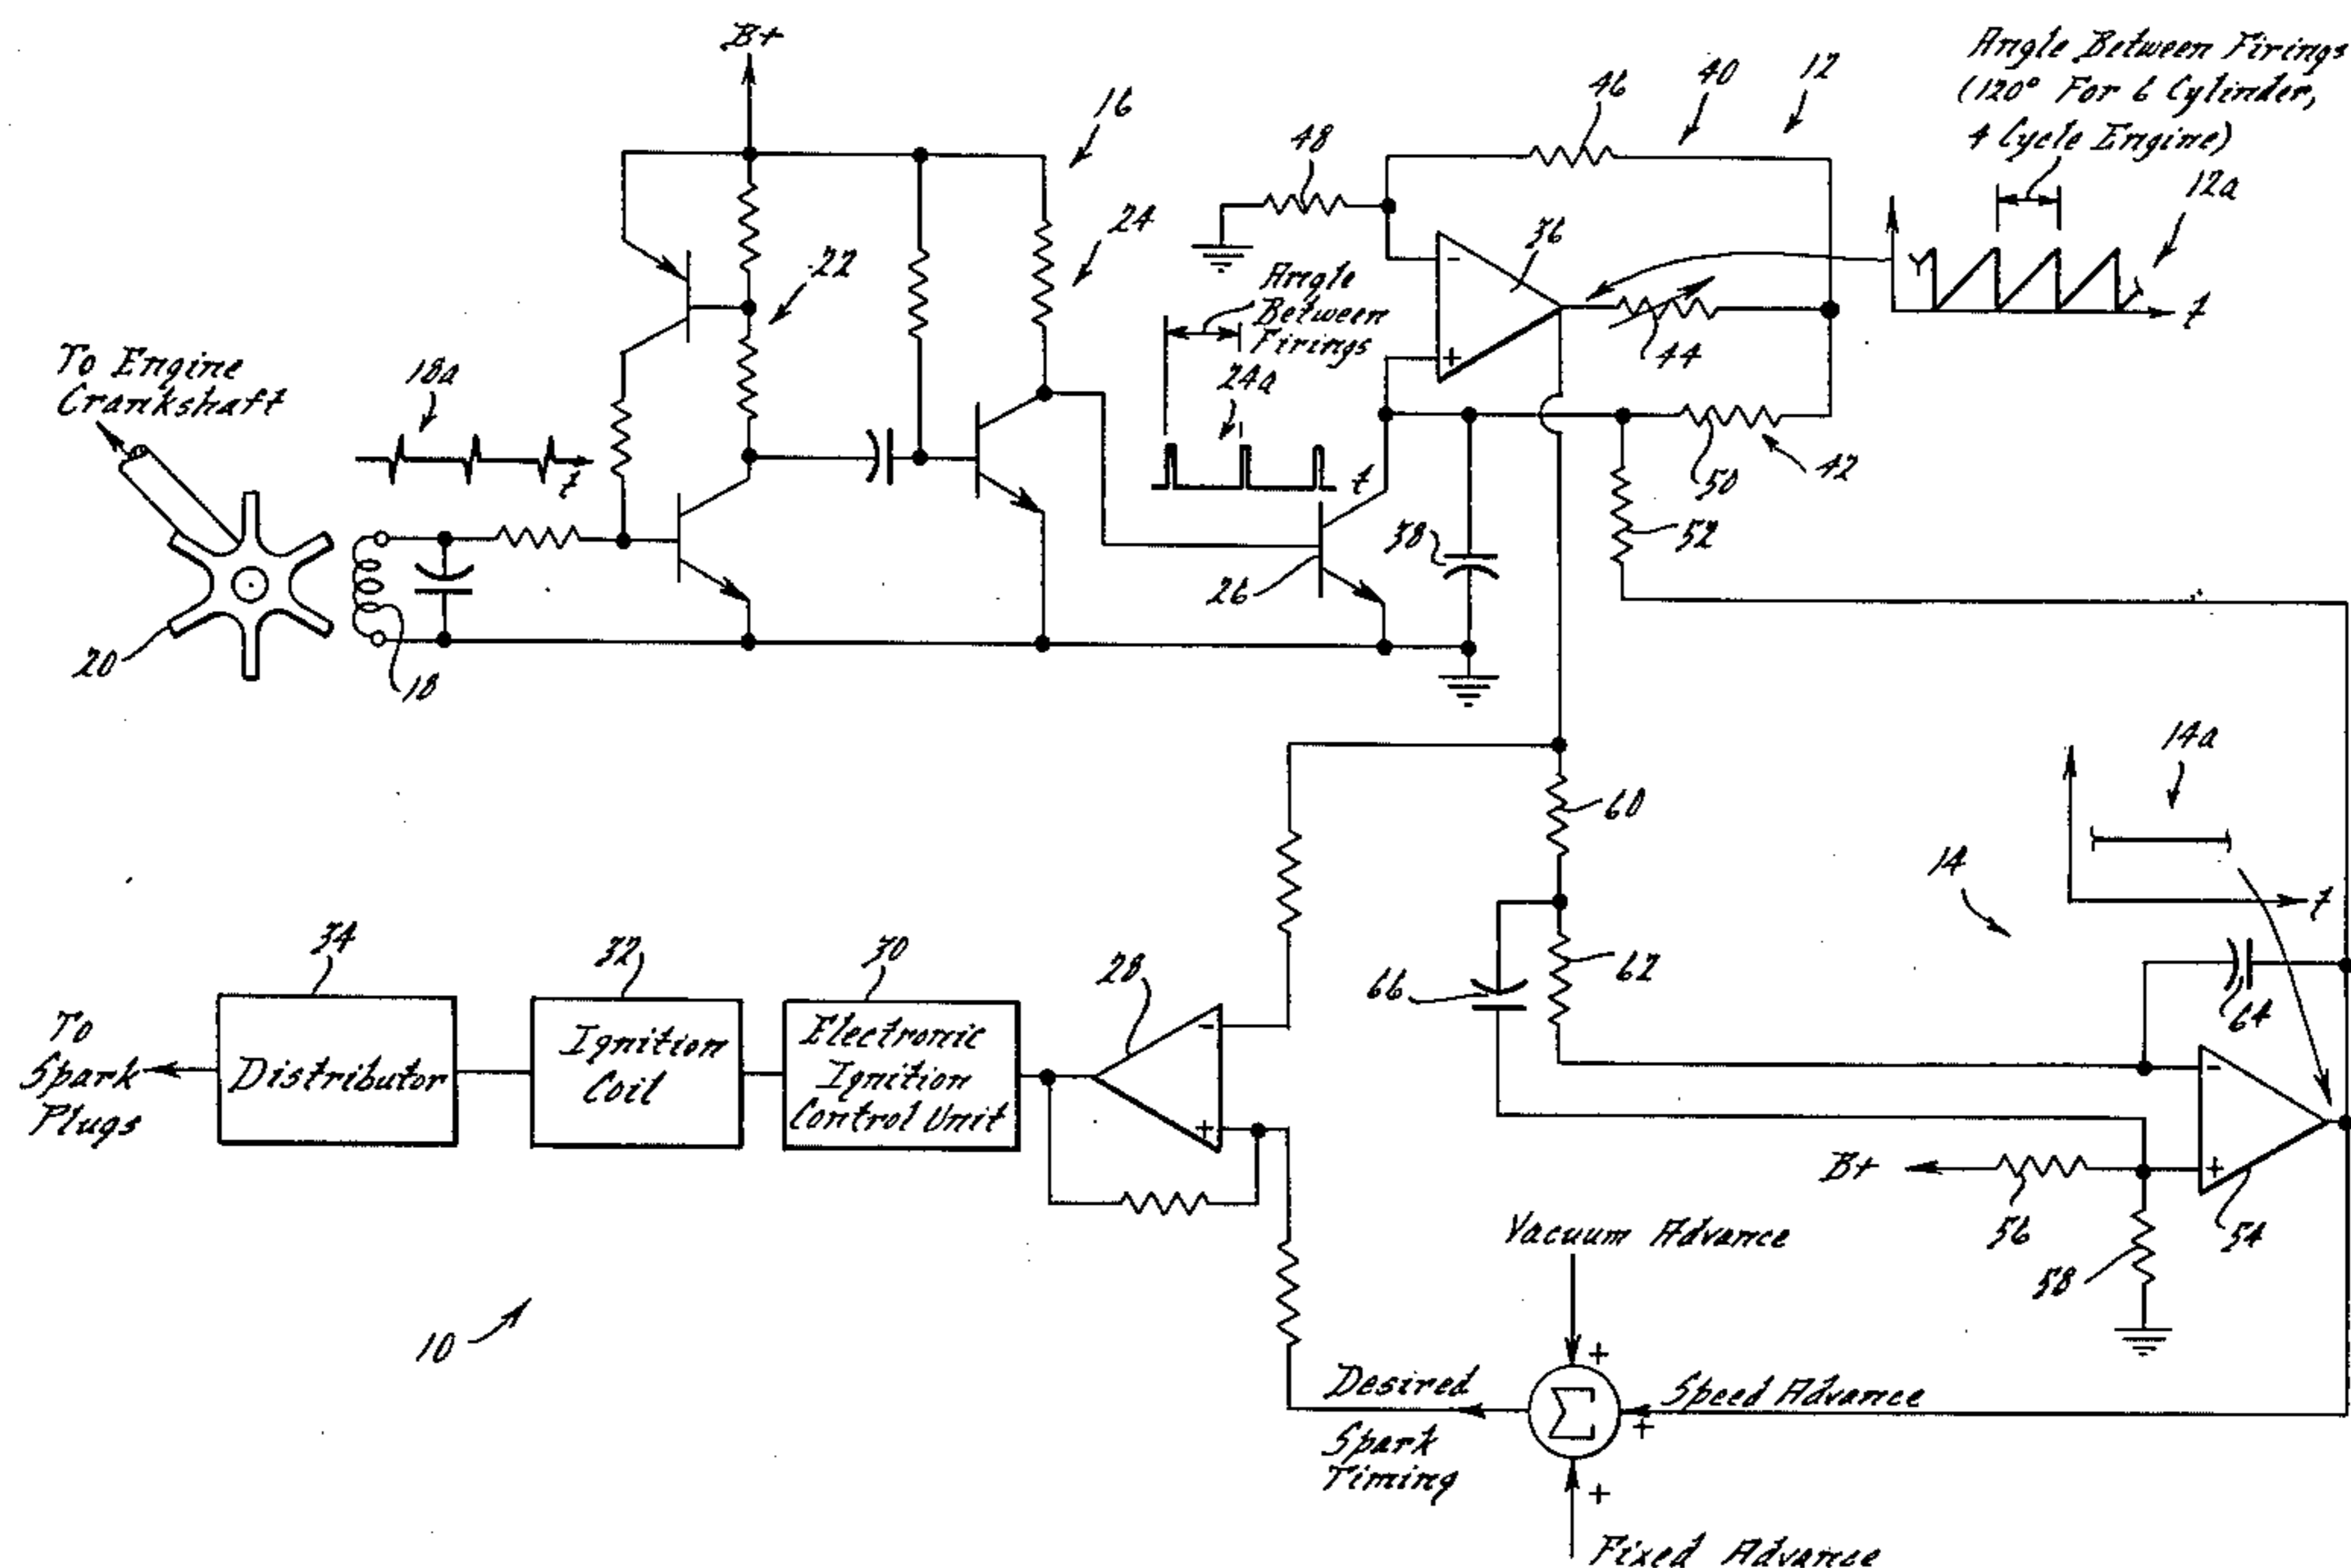 B+
16
46
40
12
Angle Between Firings
(120° For 6 Cylinder,
4 Cycle Engine)
12a
t
48
24
22
36
-
+
44
Angle
Between
Firings
24a
t
50
42
52
38
26
To Engine
Crankshaft
18a
t
20
18
60
62
66
14a
t
14
64
-
+
54
B+
56
58
34
32
30
28
-
+
To
Spark
Plugs
Distributor
Ignition
Coil
Electronic
Ignition
Control Unit
10
Vacuum Advance
+
Σ
Speed Advance
+
Desired
Spark
Timing
+
Fixed Advance